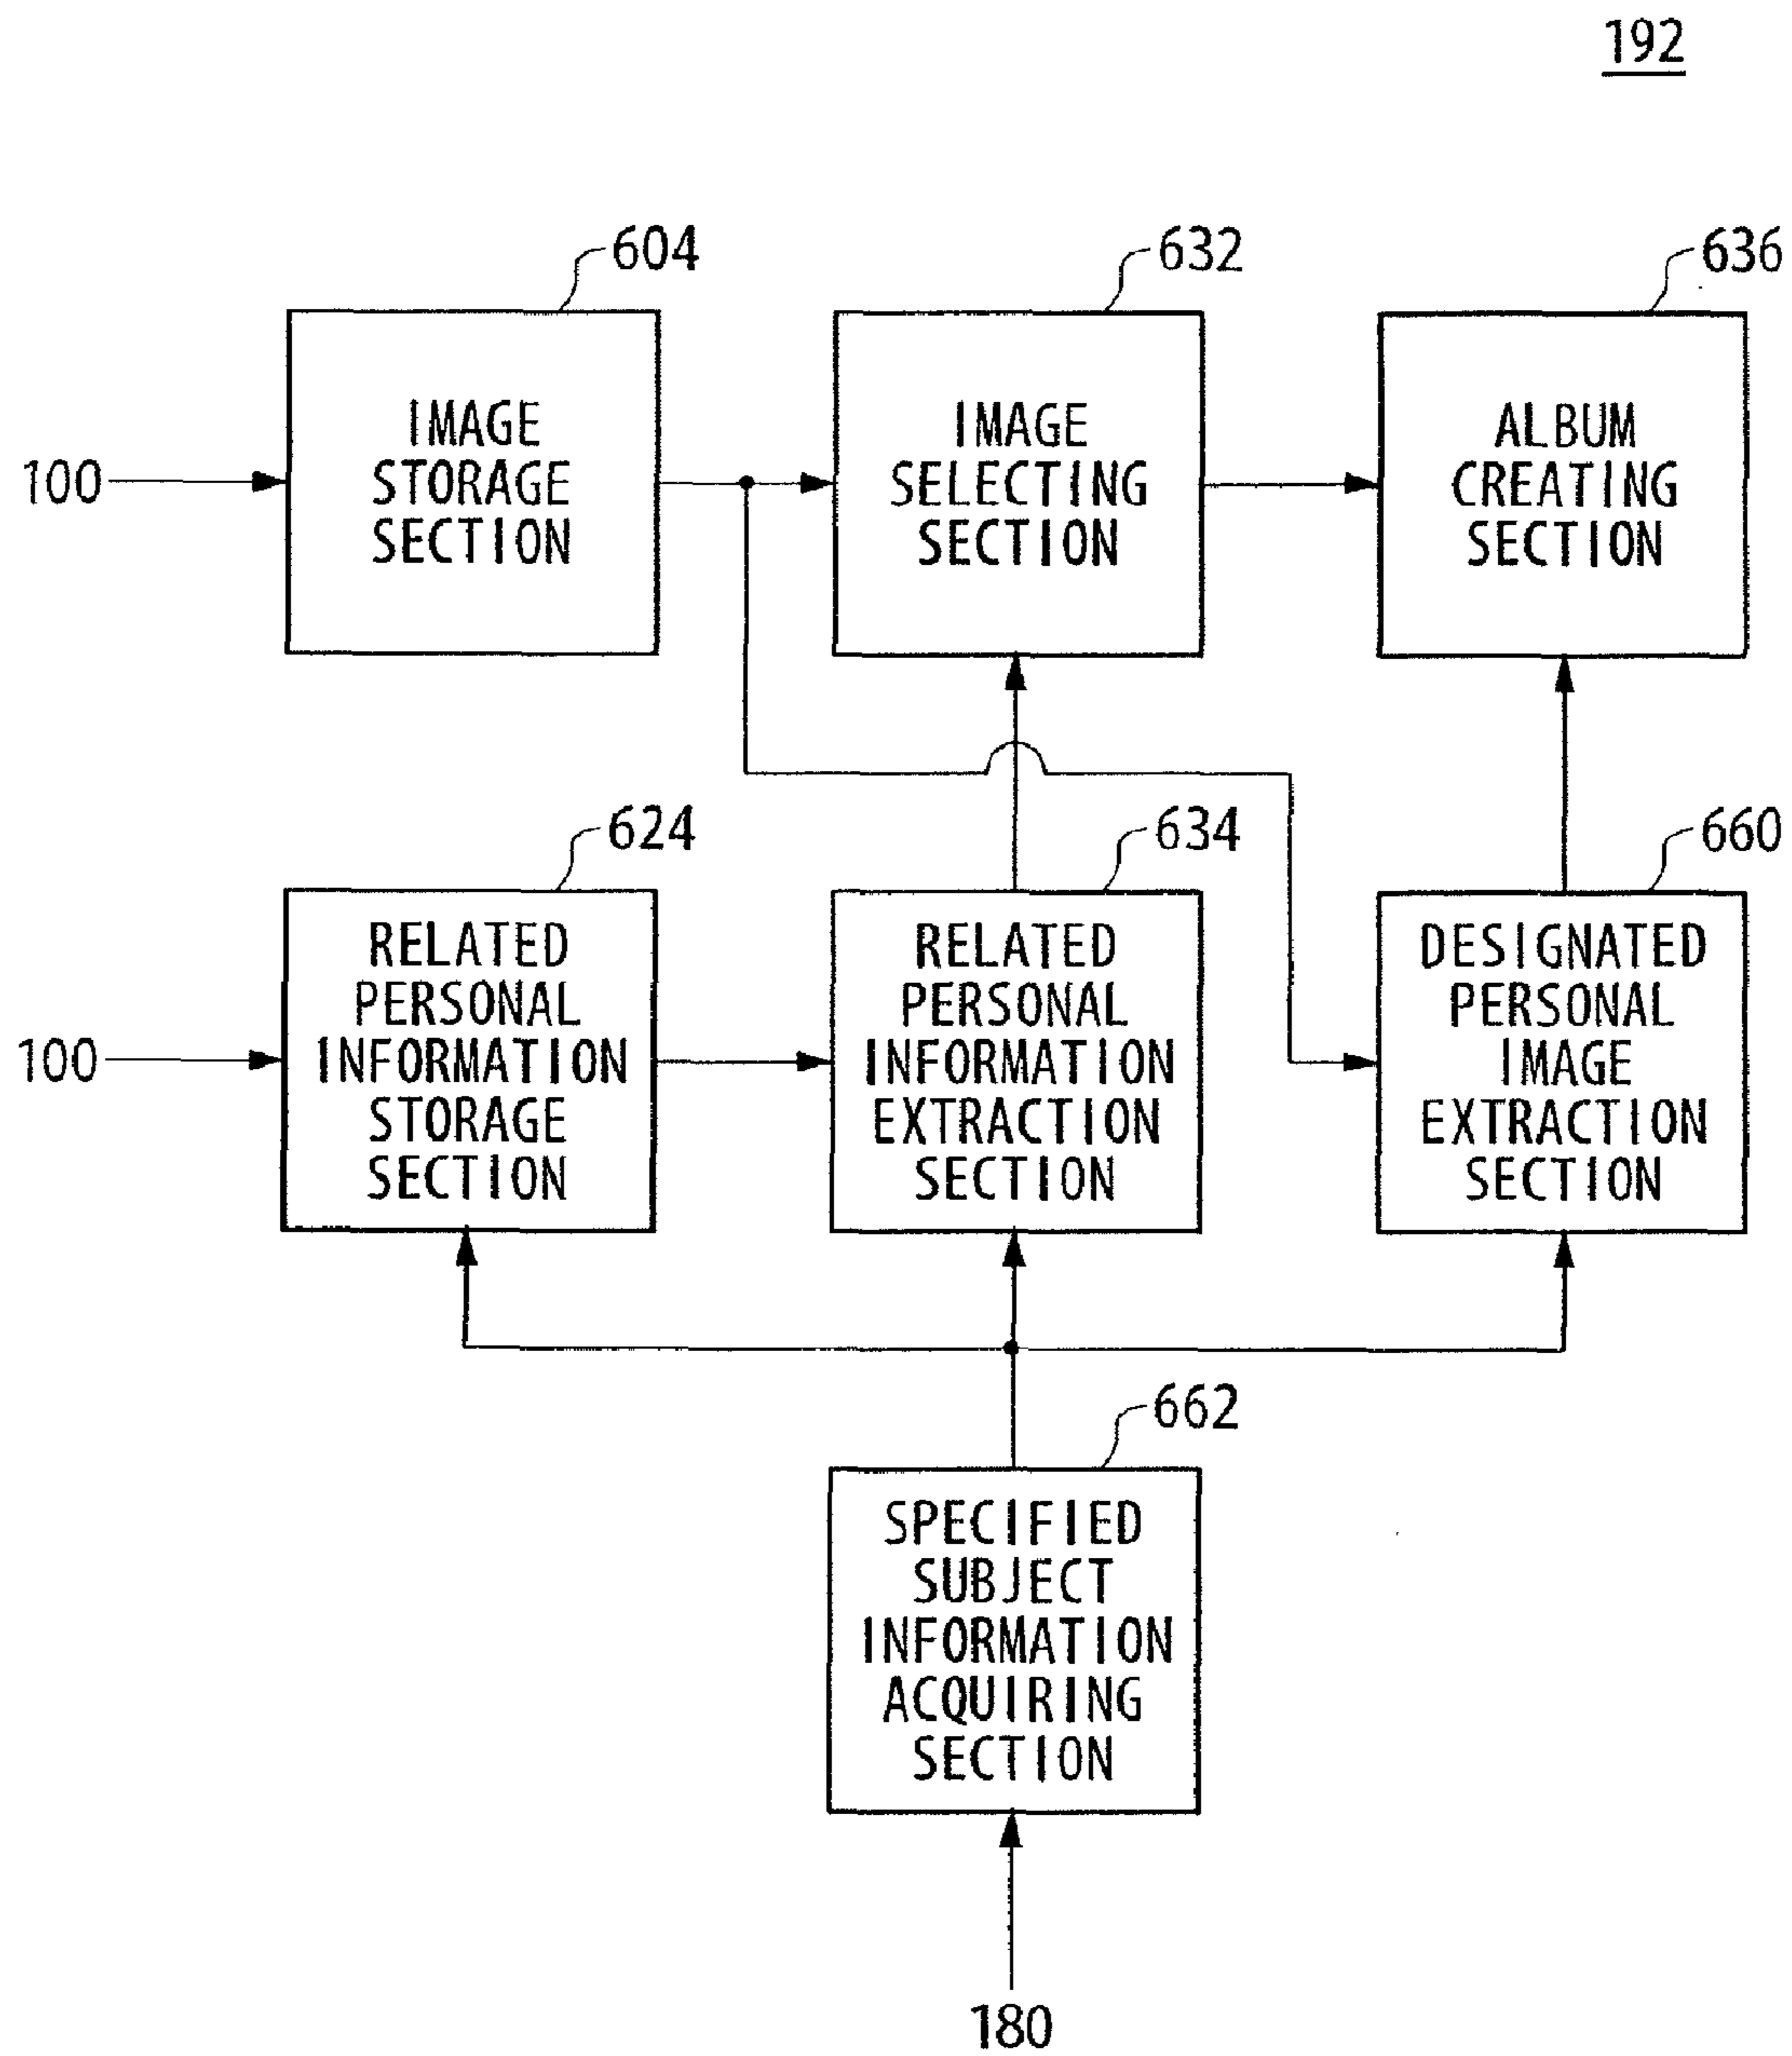 192
604
632
636
100
IMAGE
STORAGE
SECTION
IMAGE
SELECTING
SECTION
ALBUM
CREATING
SECTION
624
634
660
100
RELATED
PERSONAL
INFORMATION
STORAGE
SECTION
RELATED
PERSONAL
INFORMATION
EXTRACTION
SECTION
DESIGNATED
PERSONAL
IMAGE
EXTRACTION
SECTION
662
SPECIFIED
SUBJECT
INFORMATION
ACQUIRING
SECTION
180